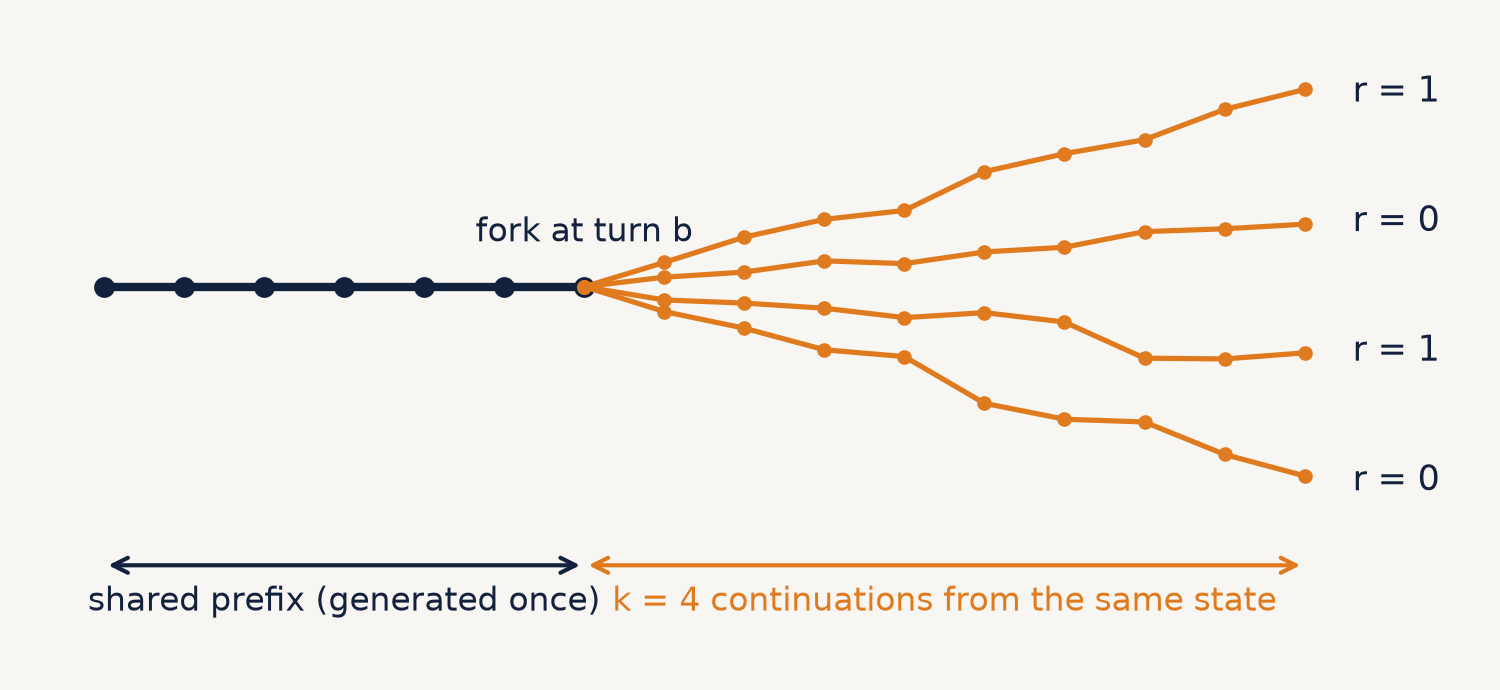 r = 1
r = 0
fork at turn b
r = 1
r = 0
shared prefix (generated once)
k = 4 continuations from the same state